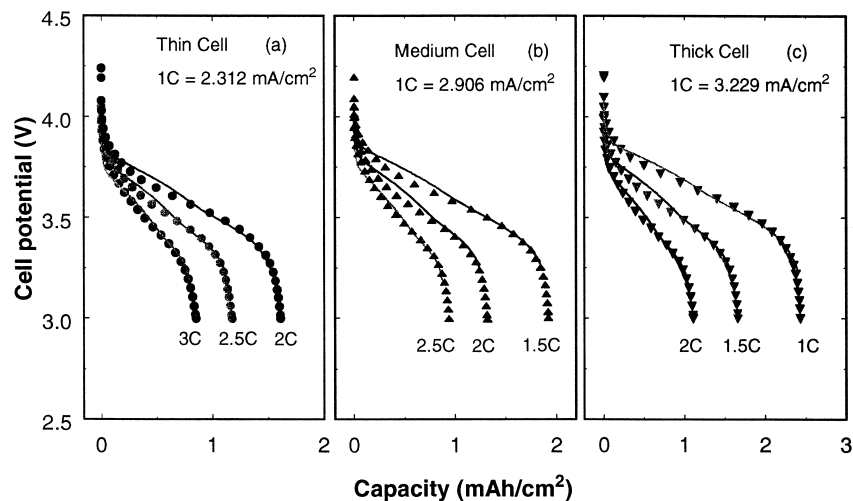 4.5
4.0
3.5
3.0
2.5
Cell potential (V)
Thin Cell (a)
1C = 2.312 mA/cm²
3C 2.5C 2C
0 1 2
Medium Cell (b)
1C = 2.906 mA/cm²
2.5C 2C 1.5C
0 1 2
Thick Cell (c)
1C = 3.229 mA/cm²
2C 1.5C 1C
0 1 2 3
Capacity (mAh/cm²)